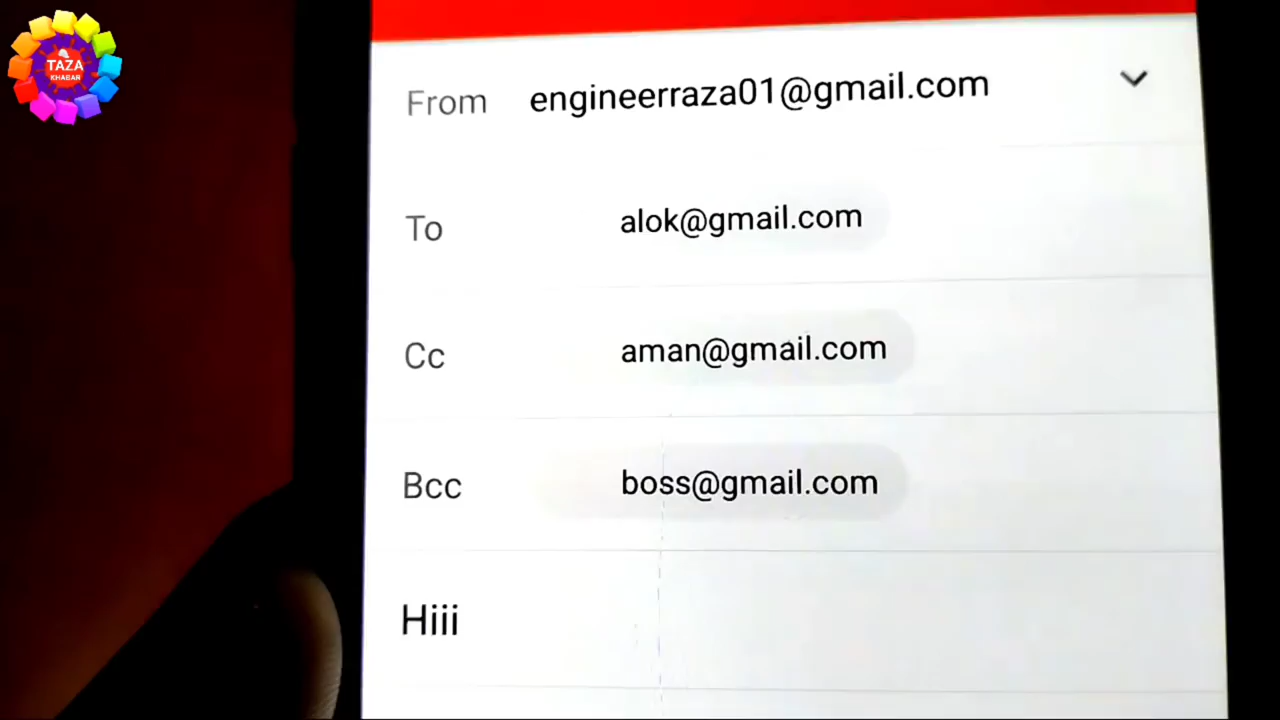 TAZA
KHABAR
From engineerraza01@gmail.com
To alok@gmail.com
Cc aman@gmail.com
Bcc boss@gmail.com
Hiii